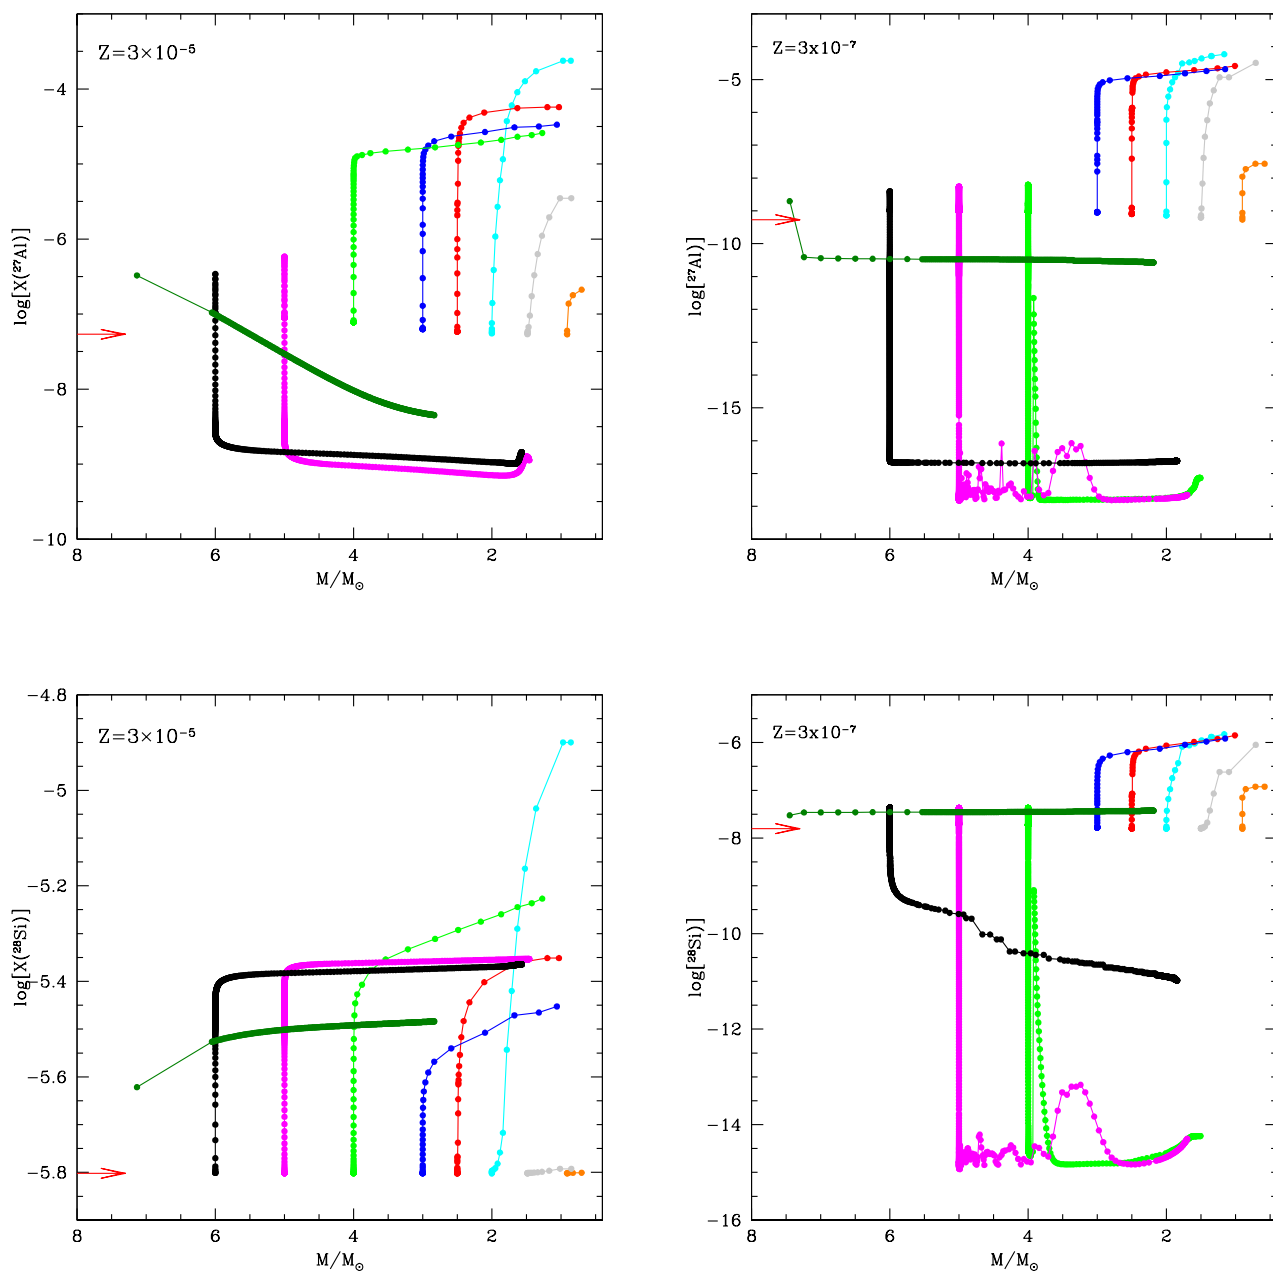 Z=3×10⁻⁵
log[X(²⁷Al)]
-4
-6
-8
-10
8 6 4 2
M/M⊙
Z=3x10⁻⁷
log[²⁷Al)]
-5
-10
-15
8 6 4 2
M/M⊙
Z=3×10⁻⁵
log[X(²⁸Si)]
-4.8
-5
-5.2
-5.4
-5.6
-5.8
8 6 4 2
M/M⊙
Z=3x10⁻⁷
log[²⁸Si)]
-6
-8
-10
-12
-14
-16
8 6 4 2
M/M⊙